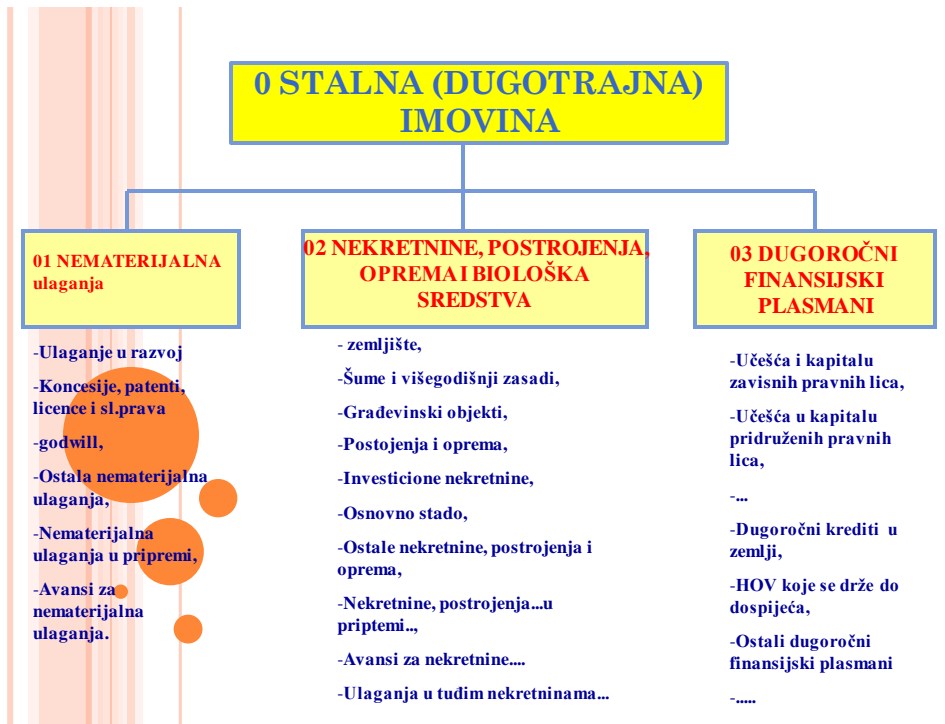 0 STALNA (DUGOTRAJNA)
IMOVINA
01 NEMATERIJALNA
ulaganja
-Ulaganje u razvoj
-Koncesije, patenti,
licence i sl.prava
-godwill,
-Ostala nematerijalna
ulaganja,
-Nematerijalna
ulaganja u pripremi,
-Avansi za
nematerijalna
ulaganja.
02 NEKRETNINE, POSTROJENJA,
OPREMA I BIOLOŠKA
SREDSTVA
- zemljište,
-Šume i višegodišnji zasadi,
-Građevinski objekti,
-Postojenja i oprema,
-Investicione nekretnine,
-Osnovno stado,
-Ostale nekretnine, postrojenja i
oprema,
-Nekretnine, postrojenja...u
priptemi..,
-Avansi za nekretnine....
-Ulaganja u tuđim nekretninama...
03 DUGOROČNI
FINANSIJSKI
PLASMANI
-Učešća i kapitalu
zavisnih pravnih lica,
-Učešća u kapitalu
pridruženih pravnih
lica,
-...
-Dugoročni krediti u
zemlji,
-HOV koje se drže do
dospijeća,
-Ostali dugoročni
finansijski plasmani
-.....